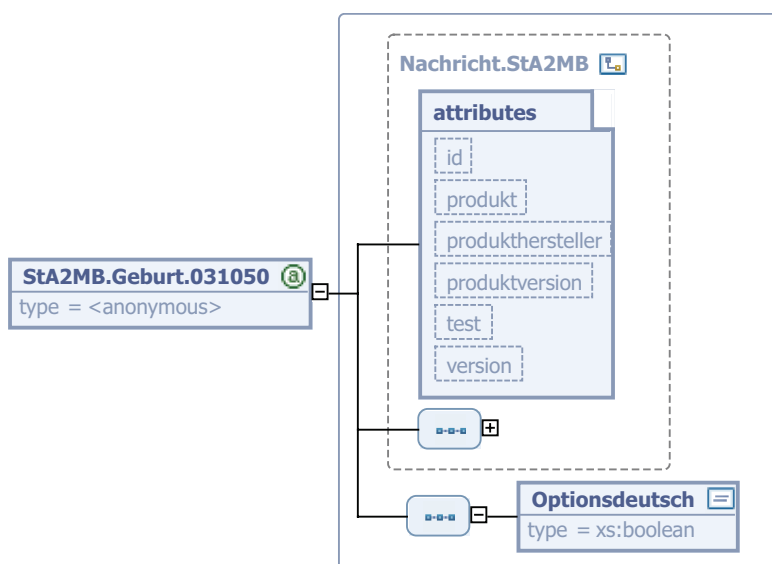 Nachricht.StA2MB
attributes
id
produkt
produkthersteller
produktversion
test
version
StA2MB.Geburt.031050 @
type = <anonymous>
Optionsdeutsch
type = xs:boolean